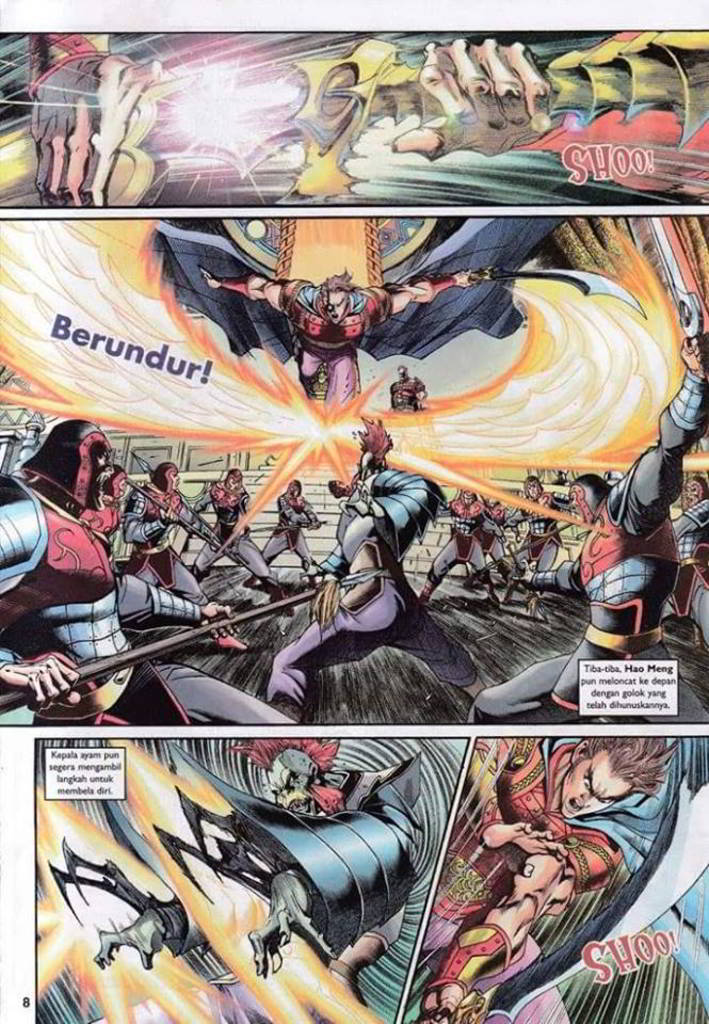 SHOO!
Berundur!
Tiba-tiba, Hao Meng
pun meloncat ke depan
dengan golok yang
telah dihunuskannya.
Kepala ayam pun
segera mengambil
langkah untuk
membela diri.
SHOO!
8